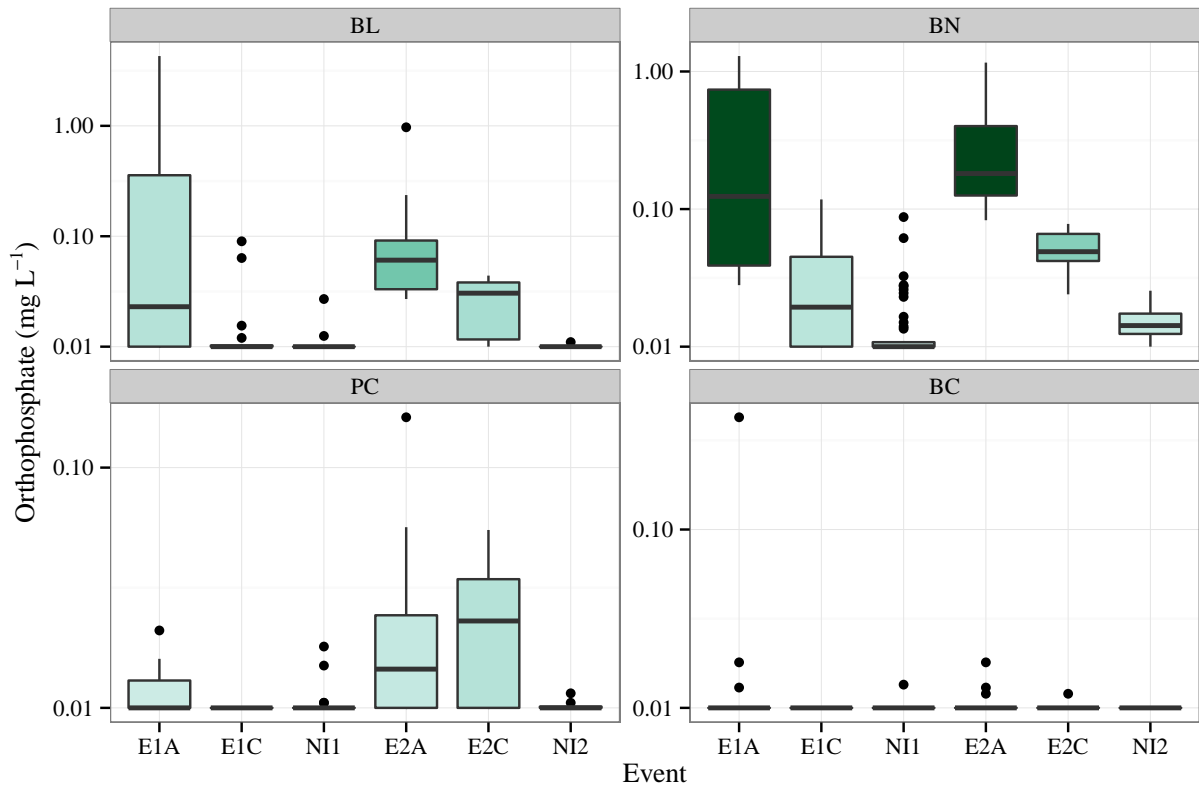 BL
BN
1.00
0.10
0.01
1.00
0.10
0.01
PC
BC
0.10
0.01
0.10
0.01
E1A E1C NI1 E2A E2C NI2
E1A E1C NI1 E2A E2C NI2
Orthophosphate (mg L⁻¹)
Event